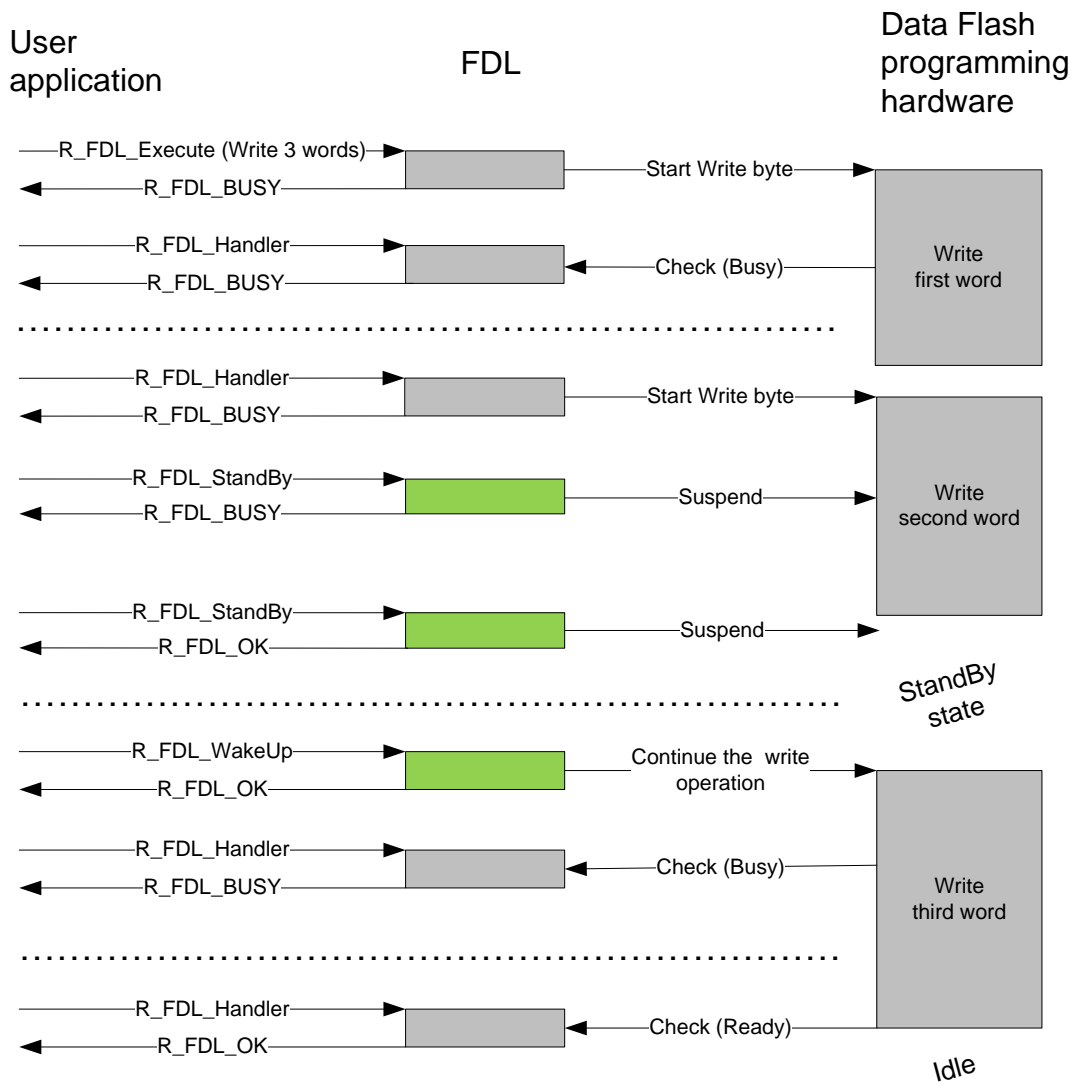 User
application
FDL
Data Flash
programming
hardware
R_FDL_Execute (Write 3 words)
Start Write byte
R_FDL_BUSY
R_FDL_Handler
Check (Busy)
R_FDL_BUSY
Write
first word
R_FDL_Handler
Start Write byte
R_FDL_BUSY
R_FDL_StandBy
Suspend
R_FDL_BUSY
Write
second word
R_FDL_StandBy
Suspend
R_FDL_OK
StandBy
state
R_FDL_WakeUp
Continue the write
operation
R_FDL_OK
R_FDL_Handler
Check (Busy)
R_FDL_BUSY
Write
third word
R_FDL_Handler
Check (Ready)
R_FDL_OK
Idle